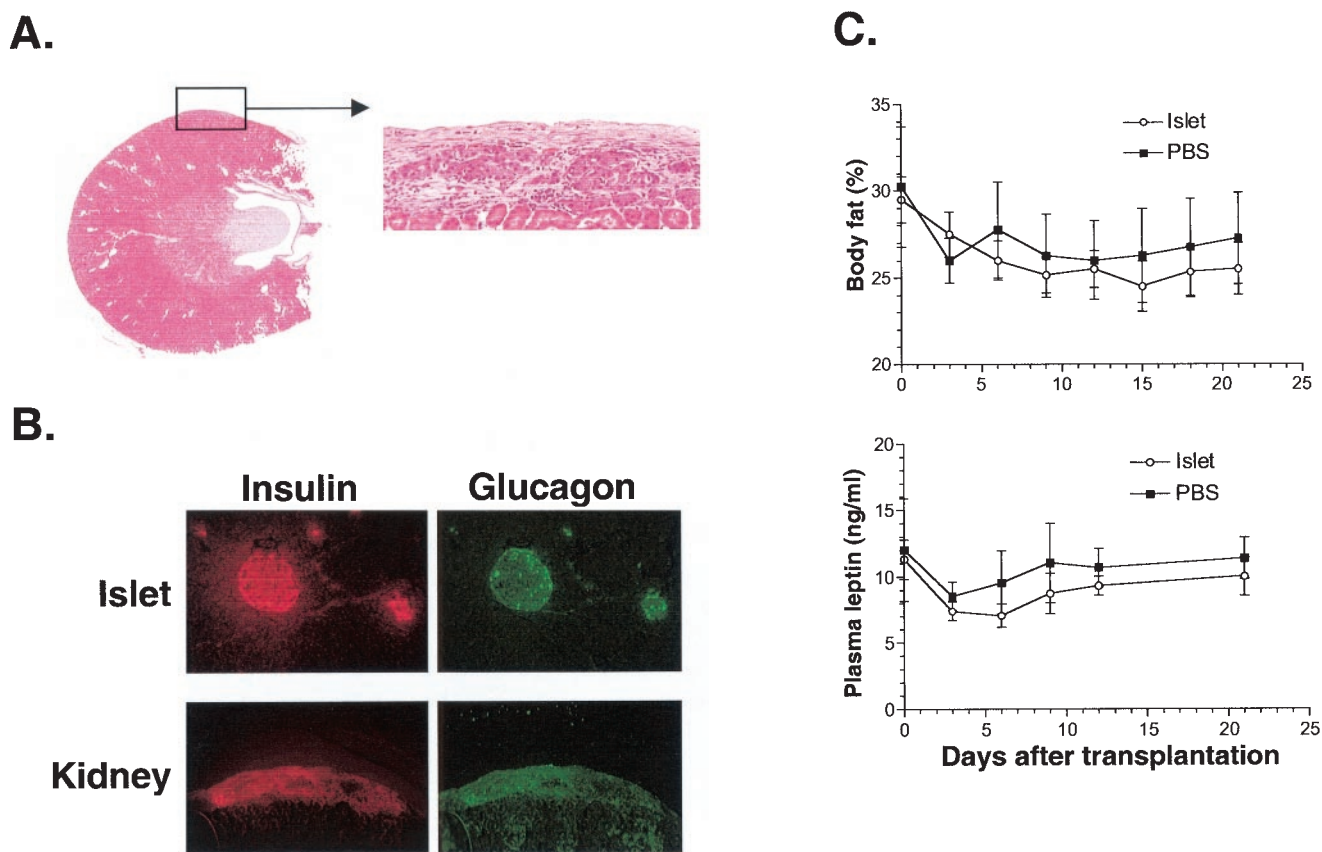 A.
B.
Insulin Glucagon
Islet
Kidney
C.
35
30
25
20
Body fat (%)
Islet
PBS
0 5 10 15 20 25
20
15
10
5
0
Plasma leptin (ng/ml)
Islet
PBS
0 5 10 15 20 25
Days after transplantation